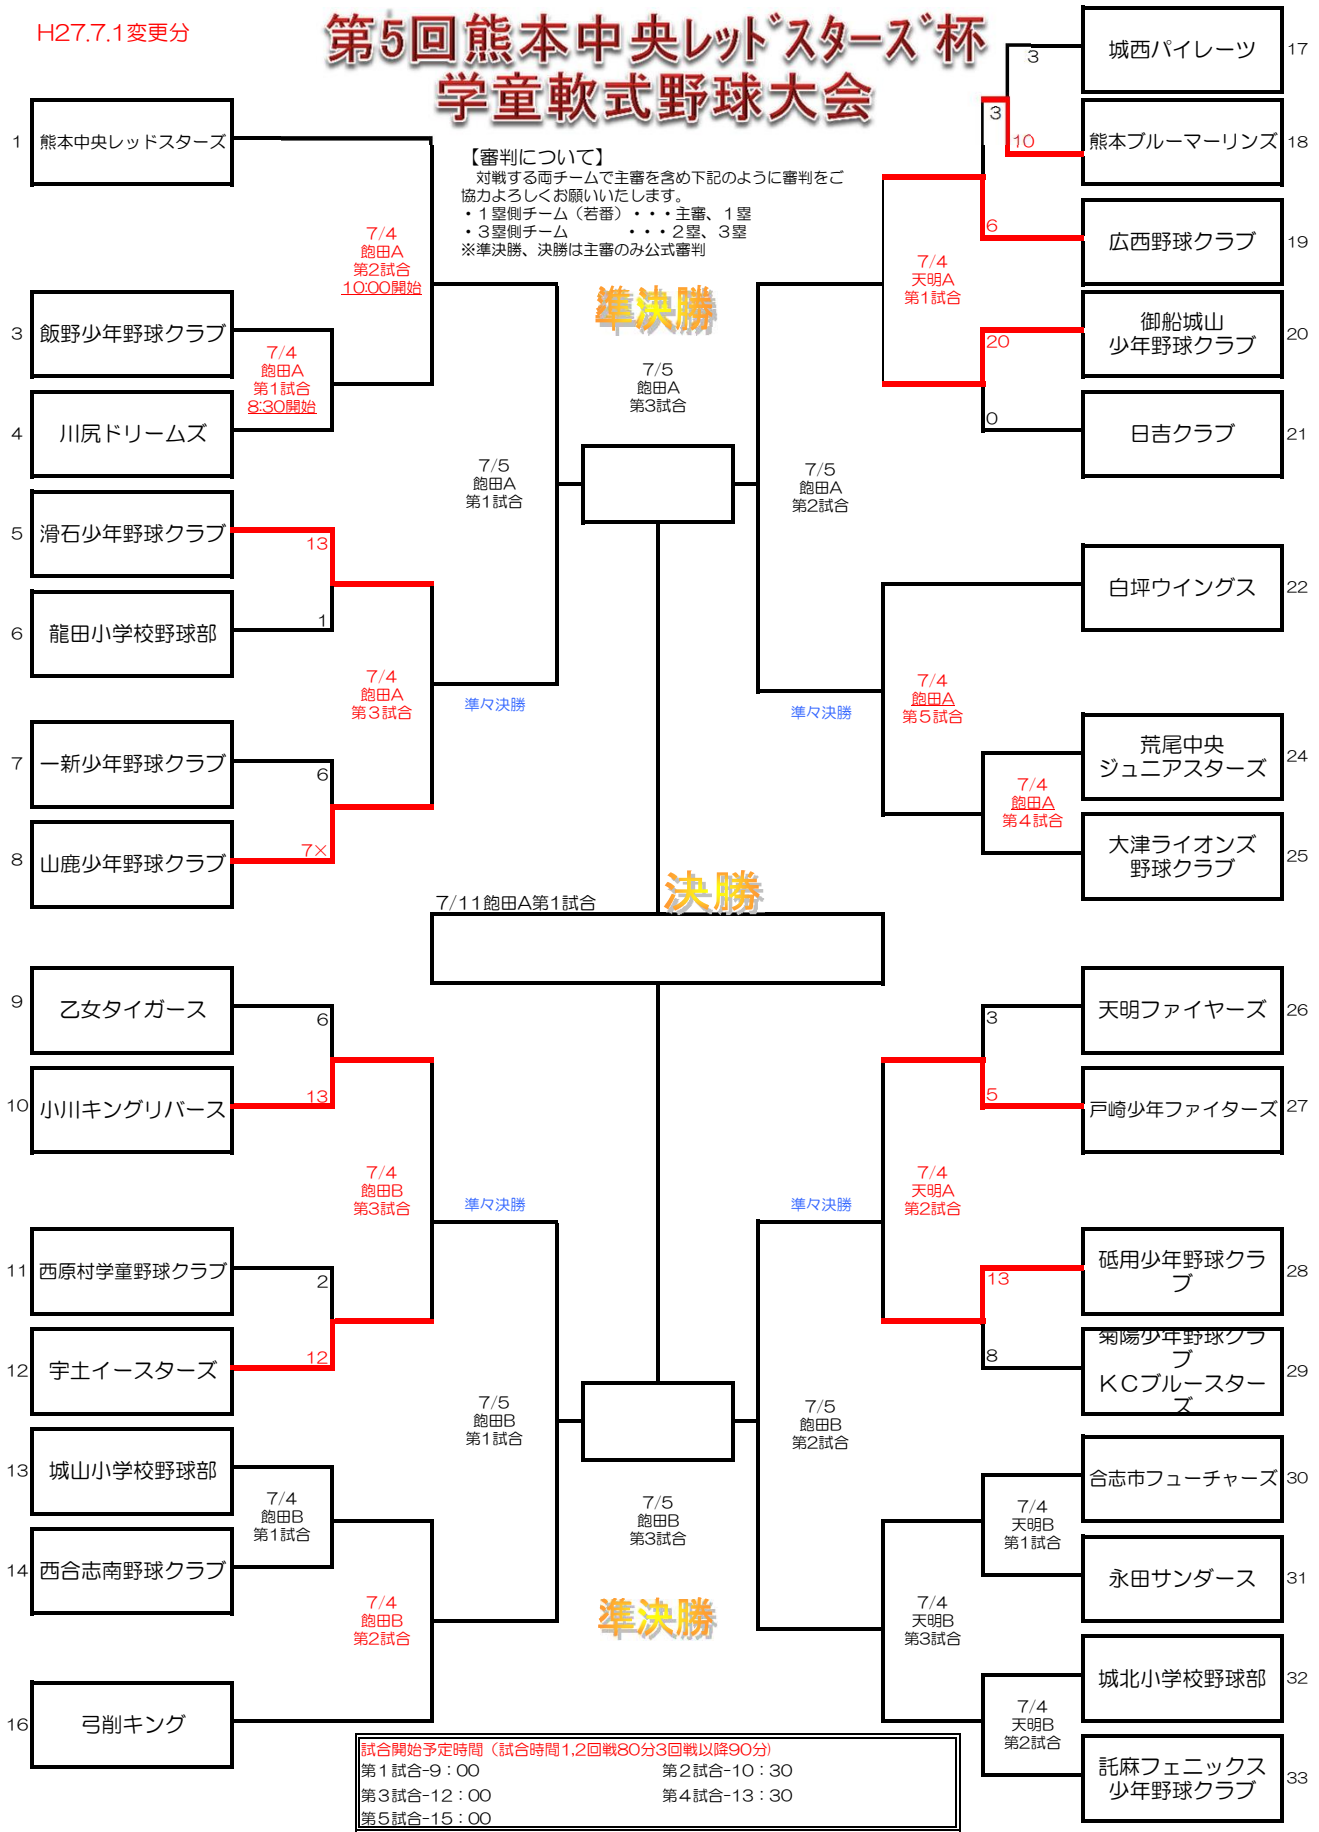 H27.7.1変更分
第5回熊本中央レッドスターズ杯
学童軟式野球大会
【審判について】
対戦する両チームで主審を含め下記のように審判をご
協力よろしくお願いいたします。
・１塁側チーム（若番）・・・主審、１塁
・３塁側チーム　　　・・・２塁、３塁
※準決勝、決勝は主審のみ公式審判
1
熊本中央レッドスターズ
7/4
飽田A
第2試合
10:00開始
3
飯野少年野球クラブ
7/4
飽田A
第1試合
8:30開始
4
川尻ドリームズ
7/5
飽田A
第1試合
5
滑石少年野球クラブ
13
6
龍田小学校野球部
1
7/4
飽田A
第３試合
準々決勝
7
一新少年野球クラブ
6
8
山鹿少年野球クラブ
7×
9
乙女タイガース
6
10
小川キングリバース
13
7/4
飽田B
第3試合
準々決勝
11
西原村学童野球クラブ
2
12
宇土イースターズ
12
7/5
飽田B
第1試合
13
城山小学校野球部
7/4
飽田B
第1試合
14
西合志南野球クラブ
7/4
飽田B
第2試合
16
弓削キング
準決勝
7/5
飽田A
第3試合
7/11飽田A第1試合
決勝
7/5
飽田B
第3試合
準決勝
城西パイレーツ
17
3
3
10
熊本ブルーマーリンズ
18
6
広西野球クラブ
19
7/4
天明A
第1試合
御船城山
少年野球クラブ
20
20
0
日吉クラブ
21
7/5
飽田A
第2試合
白坪ウイングス
22
7/4
飽田A
第５試合
準々決勝
荒尾中央
ジュニアスターズ
24
7/4
飽田A
第４試合
大津ライオンズ
野球クラブ
25
天明ファイヤーズ
26
3
5
戸崎少年ファイターズ
27
7/4
天明A
第2試合
準々決勝
砥用少年野球クラ
ブ
28
13
8
菊陽少年野球クラ
ブ
ＫＣブルースター
ズ
29
7/5
飽田B
第2試合
合志市フューチャーズ
30
7/4
天明B
第1試合
永田サンダース
31
7/4
天明B
第3試合
城北小学校野球部
32
7/4
天明B
第2試合
託麻フェニックス
少年野球クラブ
33
試合開始予定時間（試合時間1,2回戦80分3回戦以降90分)
第１試合-９：００　第２試合-１０：３０
第３試合-１２：００　第４試合-１３：３０
第５試合-１５：００